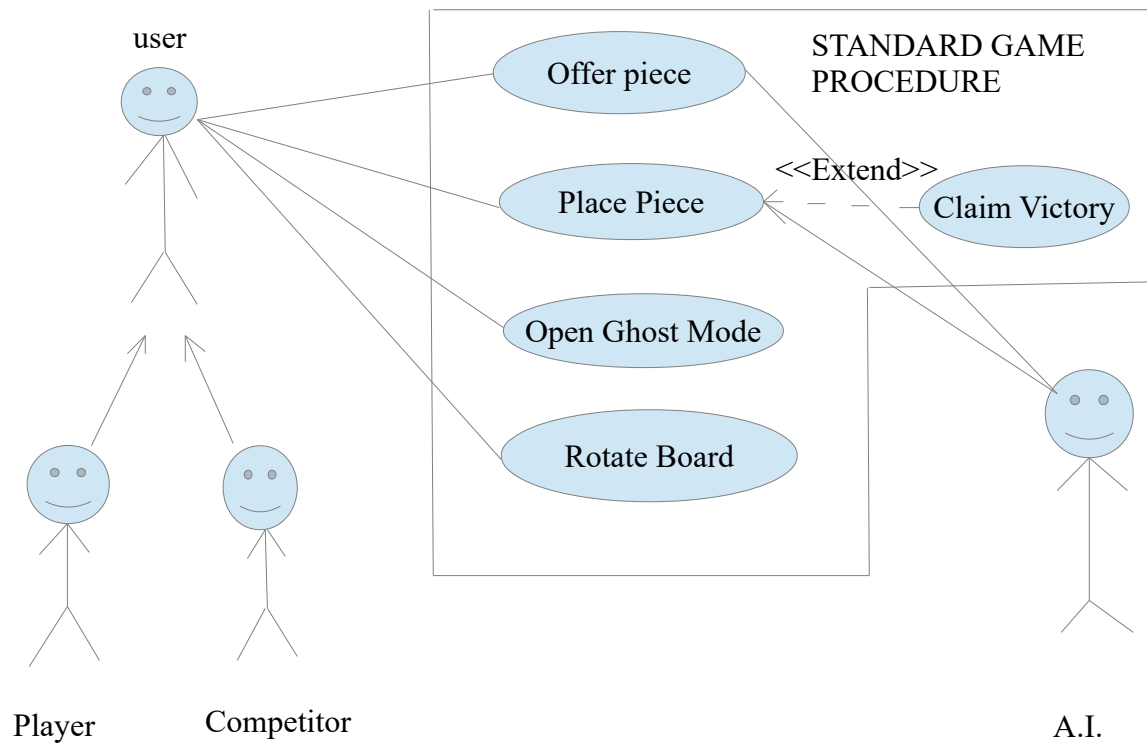 user
Offer piece
STANDARD GAME
PROCEDURE
<<Extend>>
Place Piece
Claim Victory
Open Ghost Mode
Rotate Board
Player
Competitor
A.I.